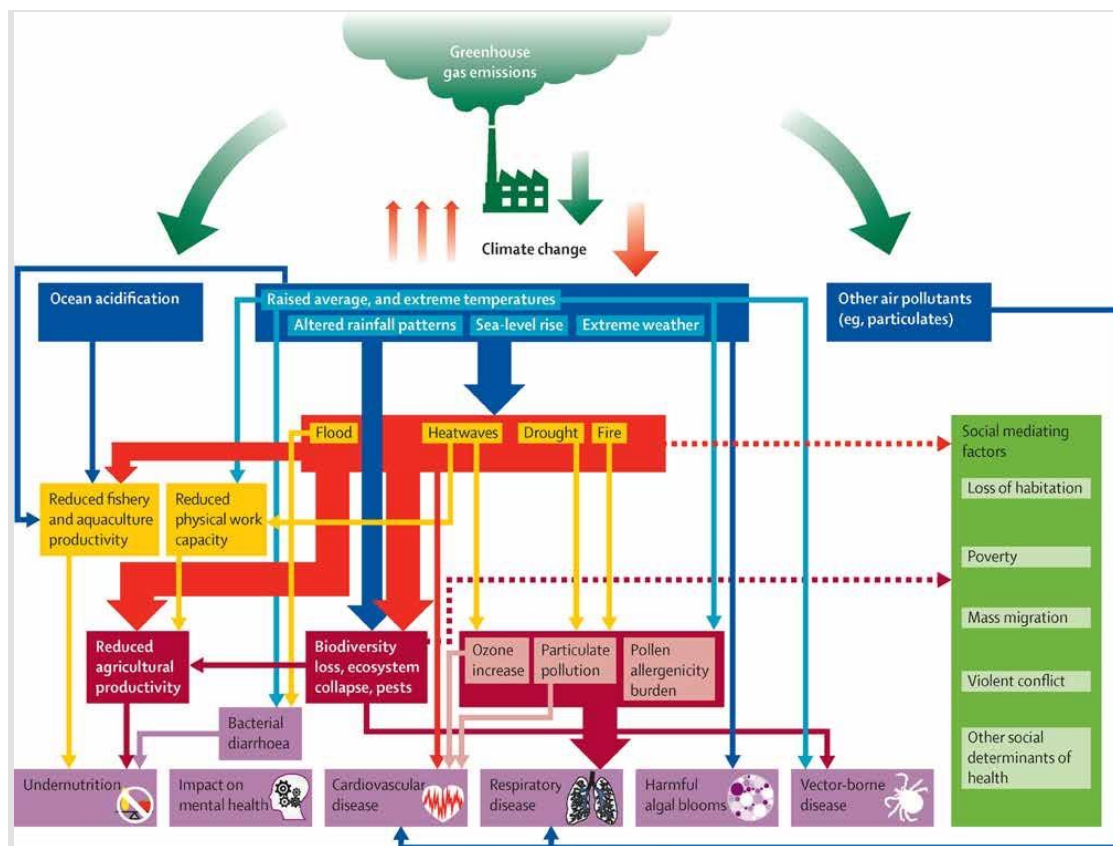 Greenhouse
gas emissions
Climate change
Ocean acidification
Raised average, and extreme temperatures
Altered rainfall patterns
Sea-level rise
Extreme weather
Other air pollutants
(eg, particulates)
Flood
Heatwaves
Drought
Fire
Social mediating
factors
Loss of habitation
Poverty
Mass migration
Violent conflict
Other social
determinants of
health
Reduced fishery
and aquaculture
productivity
Reduced
physical work
capacity
Reduced
agricultural
productivity
Biodiversity
loss, ecosystem
collapse, pests
Ozone
increase
Particulate
pollution
Pollen
allergenicity
burden
Bacterial
diarrhoea
Undernutrition
Impact on
mental health
Cardiovascular
disease
Respiratory
disease
Harmful
algal blooms
Vector-borne
disease